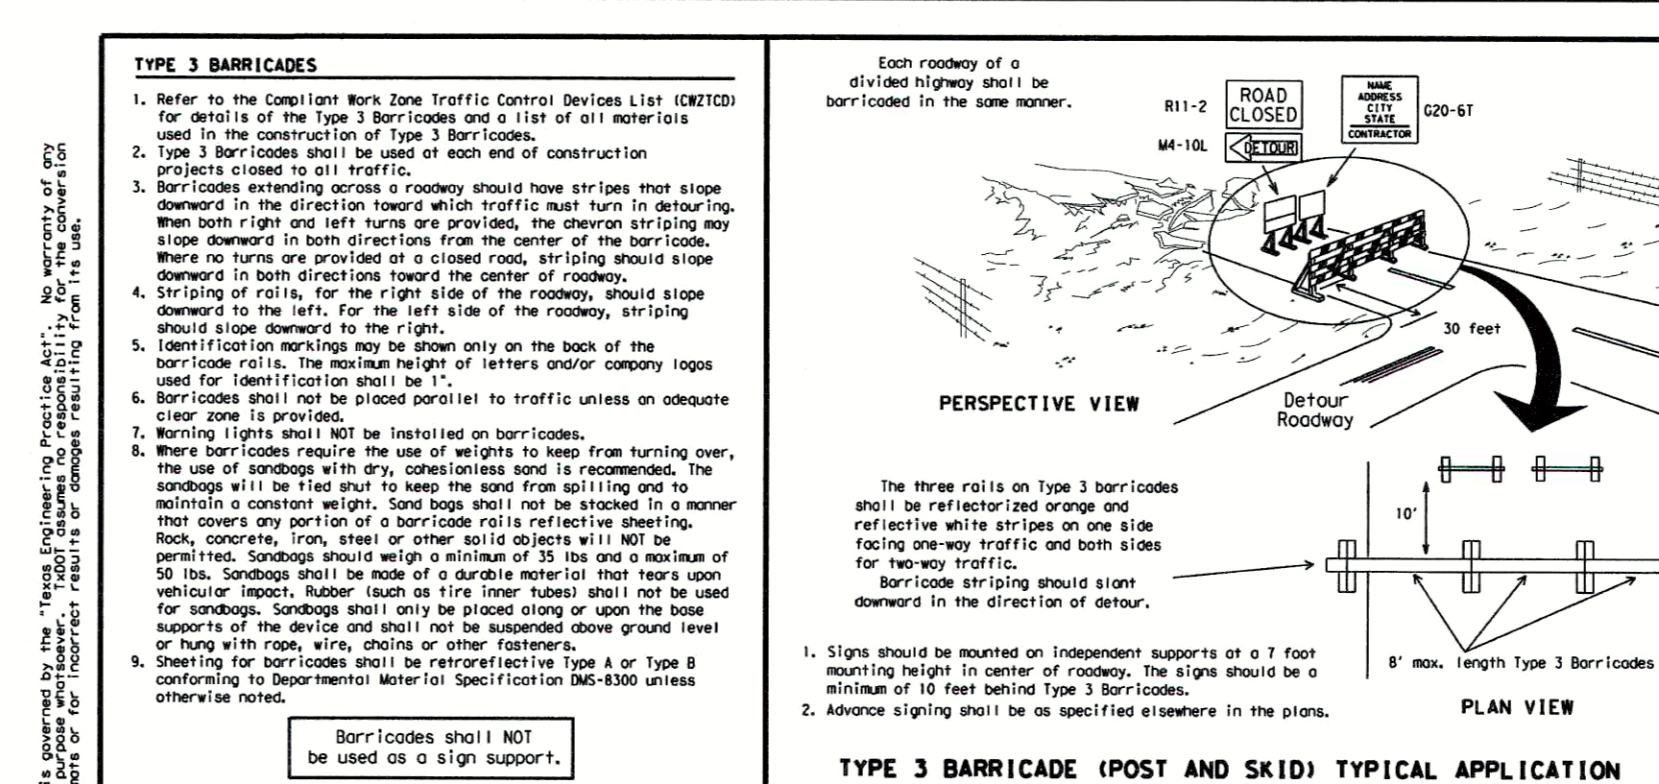 TYPE 3 BARRICADES
1. Refer to the Compliant Work Zone Traffic Control Devices List (CWZTCD)
for details of the Type 3 Barricades and a list of all materials
used in the construction of Type 3 Barricades.
2. Type 3 Barricades shall be used at each end of construction
projects closed to all traffic.
3. Barricades extending across a roadway should have stripes that slope
downward in the direction toward which traffic must turn in detouring.
When both right and left turns are provided, the chevron striping may
slope downward in both directions from the center of the barricade.
Where no turns are provided at a closed road, striping should slope
downward in both directions toward the center of roadway.
4. Striping of rails, for the right side of the roadway, should slope
downward to the left. For the left side of the roadway, striping
should slope downward to the right.
5. Identification markings may be shown only on the back of the
barricade rails. The maximum height of letters and/or company logos
used for identification shall be 1".
6. Barricades shall not be placed parallel to traffic unless an adequate
clear zone is provided.
7. Warning lights shall NOT be installed on barricades.
8. Where barricades require the use of weights to keep from turning over,
the use of sandbags with dry, cohesionless sand is recommended. The
sandbags will be tied shut to keep the sand from spilling and to
maintain a constant weight. Sand bags shall not be stacked in a manner
that covers any portion of a barricade rails reflective sheeting.
Rock, concrete, iron, steel or other solid objects will NOT be
permitted. Sandbags should weigh a minimum of 35 lbs and a maximum of
50 lbs. Sandbags shall be made of a durable material that tears upon
vehicular impact. Rubber (such as tire inner tubes) shall not be used
for sandbags. Sandbags shall only be placed along or upon the base
supports of the device and shall not be suspended above ground level
or hung with rope, wire, chains or other fasteners.
9. Sheeting for barricades shall be retroreflective Type A or Type B
conforming to Departmental Material Specification DMS-8300 unless
otherwise noted.
Barricades shall NOT
be used as a sign support.
Each roadway of a
divided highway shall be
barricaded in the same manner.
R11-2
ROAD
CLOSED
M4-10L
DETOUR
NAME
ADDRESS
CITY
STATE
CONTRACTOR
G20-6T
30 feet
PERSPECTIVE VIEW
Detour
Roadway
The three rails on Type 3 barricades
shall be reflectorized orange and
reflective white stripes on one side
facing one-way traffic and both sides
for two-way traffic.
Barricade striping should slant
downward in the direction of detour.
10'
8' max. length Type 3 Barricades
PLAN VIEW
1. Signs should be mounted on independent supports at a 7 foot
mounting height in center of roadway. The signs should be a
minimum of 10 feet behind Type 3 Barricades.
2. Advance signing shall be as specified elsewhere in the plans.
TYPE 3 BARRICADE (POST AND SKID) TYPICAL APPLICATION
is governed by the "Texas Engineering Practice Act". No warranty of any
purpose whatsoever. TxDOT assumes no responsibility for the conversion
mats or for incorrect results or damages resulting from its use.